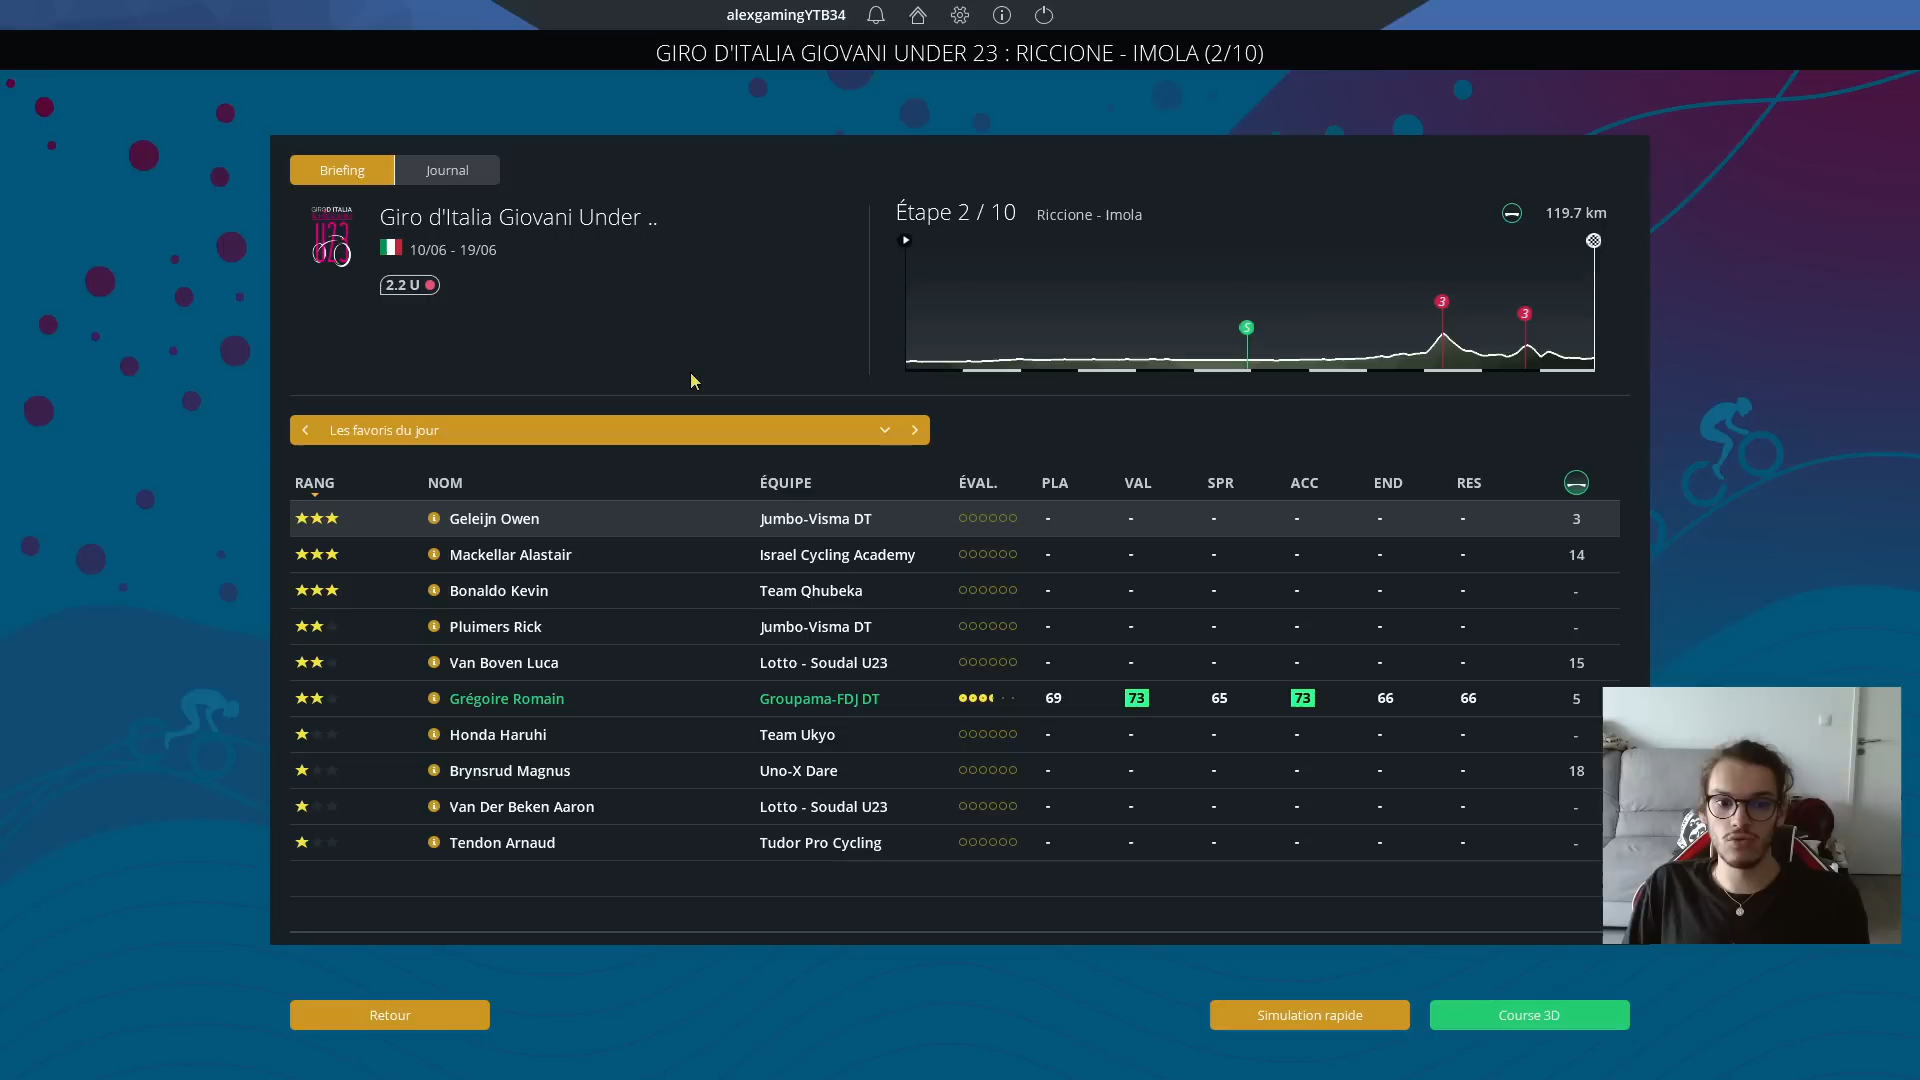 alexgamingYTB34
GIRO D'ITALIA GIOVANI UNDER 23 : RICCIONE - IMOLA (2/10)
Briefing Journal
GIRO D'ITALIA
U23
Giro d'Italia Giovani Under ..
10/06 - 19/06
2.2 U
Étape 2 / 10 Riccione - Imola 119.7 km
S 3 3
Les favoris du jour
RANG NOM ÉQUIPE ÉVAL. PLA VAL SPR ACC END RES
Geleijn Owen Jumbo-Visma DT - - - - - - 3
Mackellar Alastair Israel Cycling Academy - - - - - - 14
Bonaldo Kevin Team Qhubeka - - - - - - -
Pluimers Rick Jumbo-Visma DT - - - - - - -
Van Boven Luca Lotto - Soudal U23 - - - - - - 15
Grégoire Romain Groupama-FDJ DT 69 73 65 73 66 66 5
Honda Haruhi Team Ukyo - - - - - - -
Brynsrud Magnus Uno-X Dare - - - - - - 18
Van Der Beken Aaron Lotto - Soudal U23 - - - - - - -
Tendon Arnaud Tudor Pro Cycling - - - - - - -
Retour Simulation rapide Course 3D